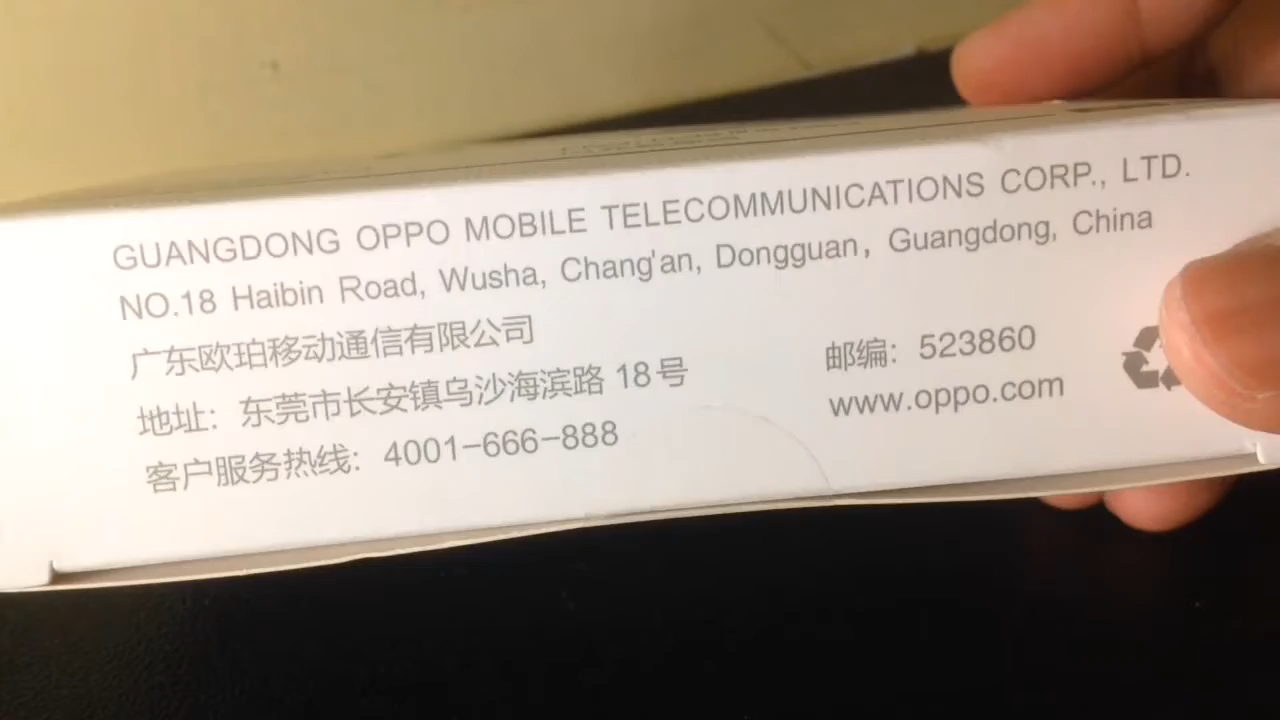 GUANGDONG OPPO MOBILE TELECOMMUNICATIONS CORP., LTD.
NO.18 Haibin Road, Wusha, Chang'an, Dongguan, Guangdong, China
广东欧珀移动通信有限公司
地址: 东莞市长安镇乌沙海滨路 18号
邮编: 523860
客户服务热线: 4001-666-888
www.oppo.com